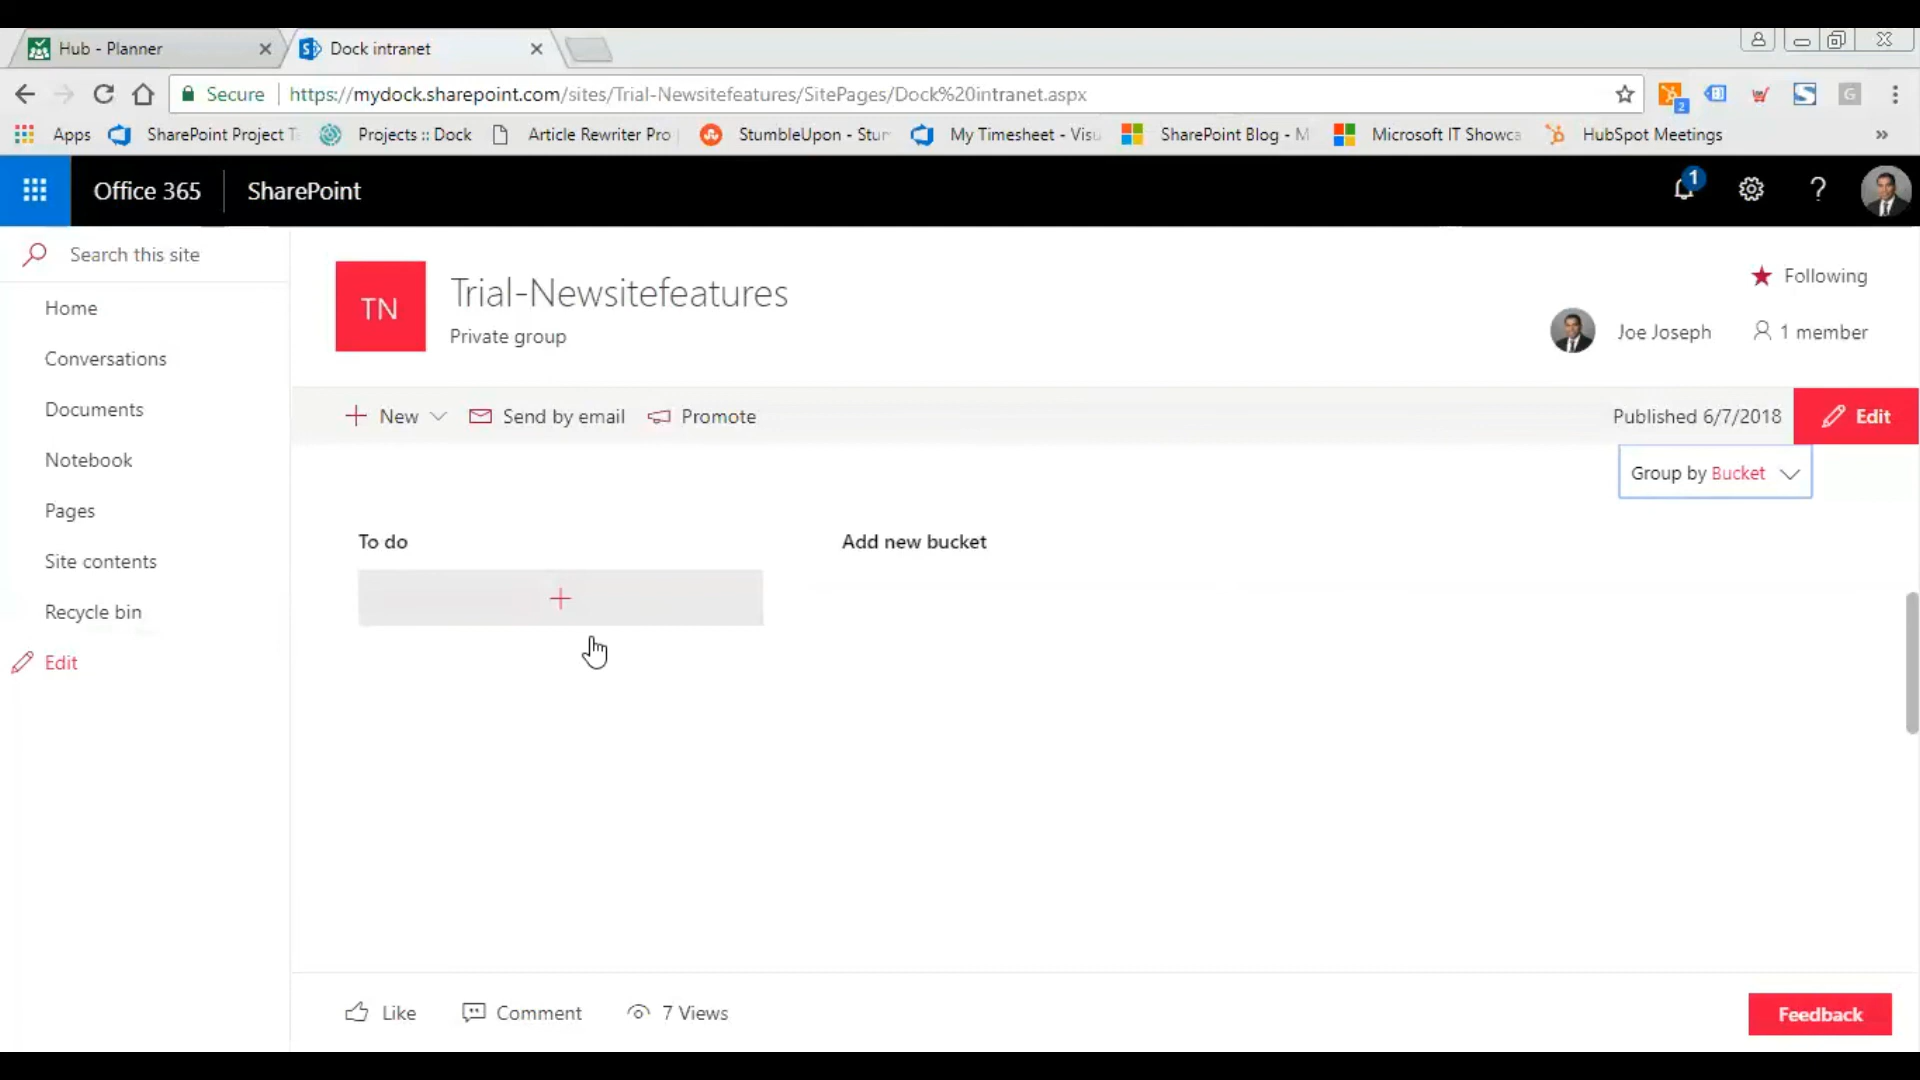 Hub - Planner
Dock intranet
Secure https://mydock.sharepoint.com/sites/Trial-Newsitefeatures/SitePages/Dock%20intranet.aspx
2
G
Apps SharePoint Project T Projects :: Dock Article Rewriter Pro StumbleUpon - Stur My Timesheet - Visu SharePoint Blog - M Microsoft IT Showca HubSpot Meetings »
Office 365 SharePoint 1 ?
Search this site
Home
Conversations
Documents
Notebook
Pages
Site contents
Recycle bin
Edit
TN
Trial-Newsitefeatures
Private group
Following
Joe Joseph 1 member
New Send by email Promote Published 6/7/2018 Edit
Group by Bucket
To do Add new bucket
Like Comment 7 Views Feedback